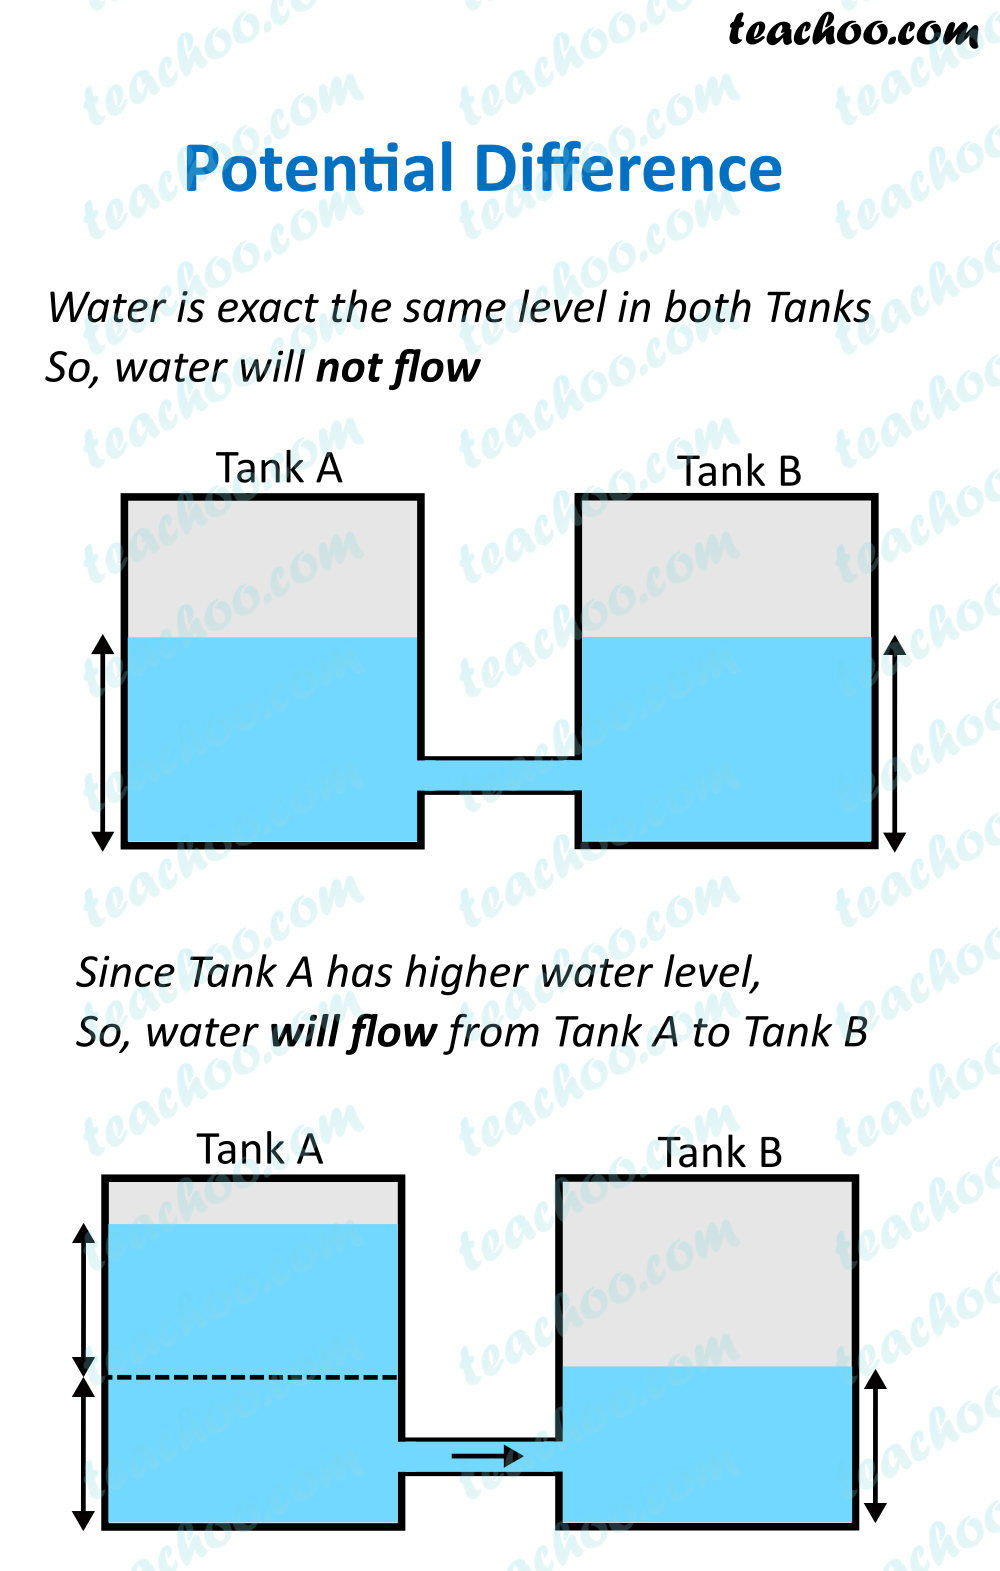 teachoo.com
Potential Difference
Water is exact the same level in both Tanks
So, water will not flow
Tank A
Tank B
Since Tank A has higher water level,
So, water will flow from Tank A to Tank B
Tank A
Tank B